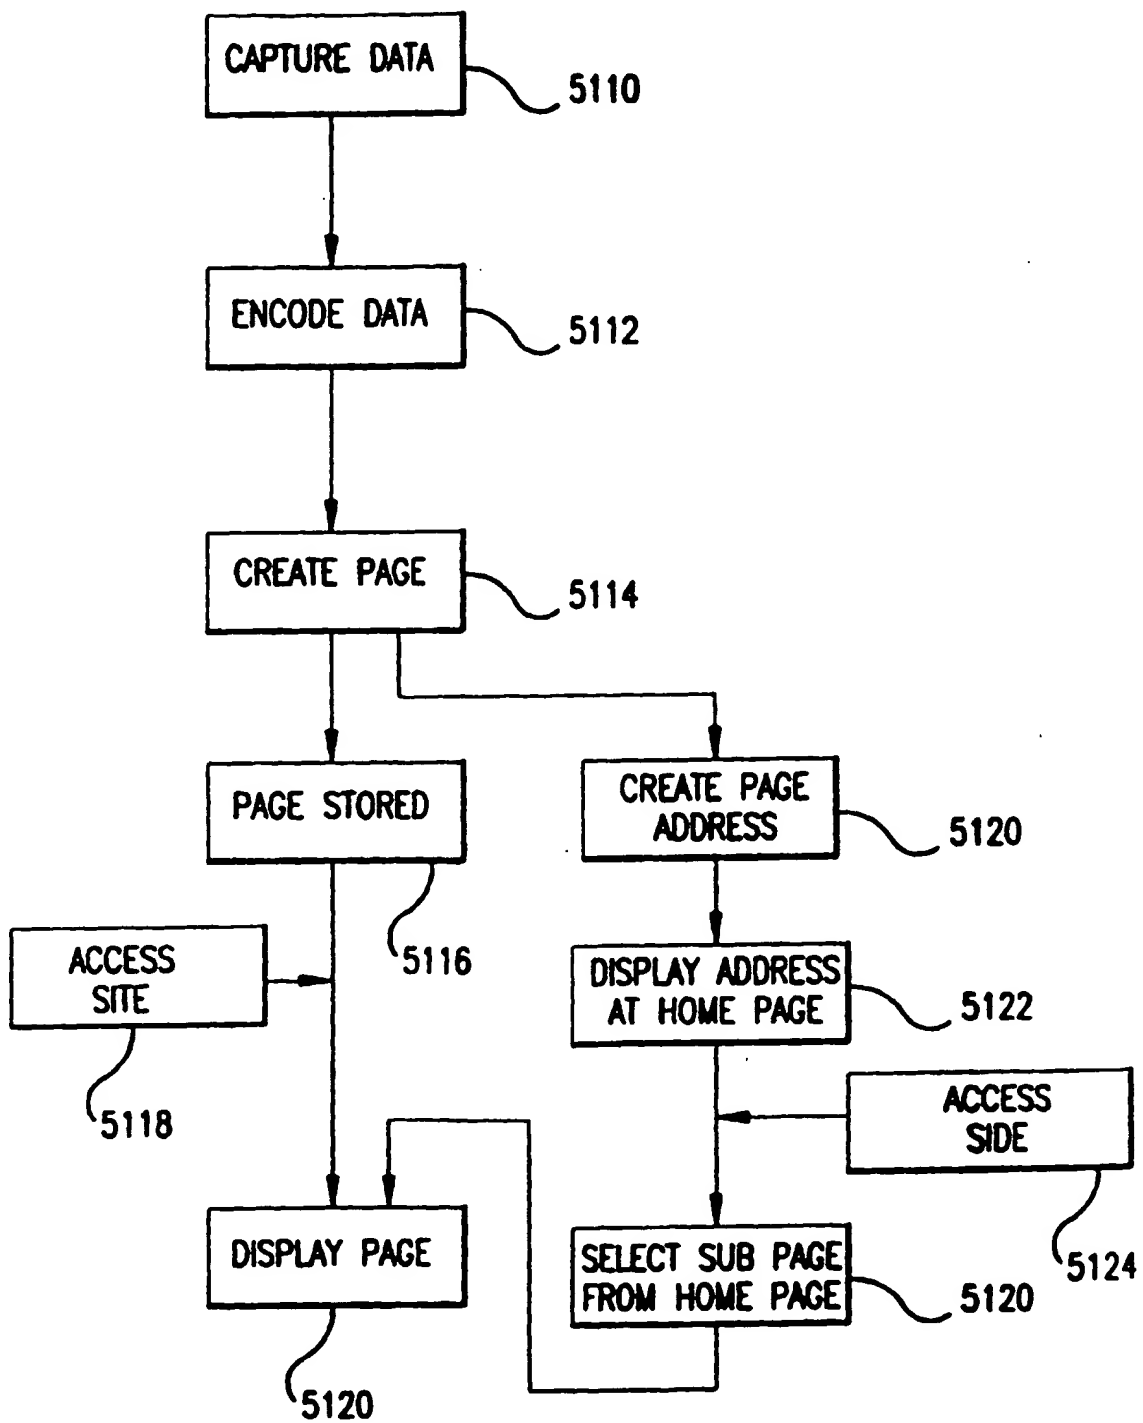 CAPTURE DATA
5110
ENCODE DATA
5112
CREATE PAGE
5114
PAGE STORED
5116
CREATE PAGE
ADDRESS
5120
ACCESS
SITE
5118
DISPLAY ADDRESS
AT HOME PAGE
5122
ACCESS
SIDE
5124
DISPLAY PAGE
5120
SELECT SUB PAGE
FROM HOME PAGE
5120